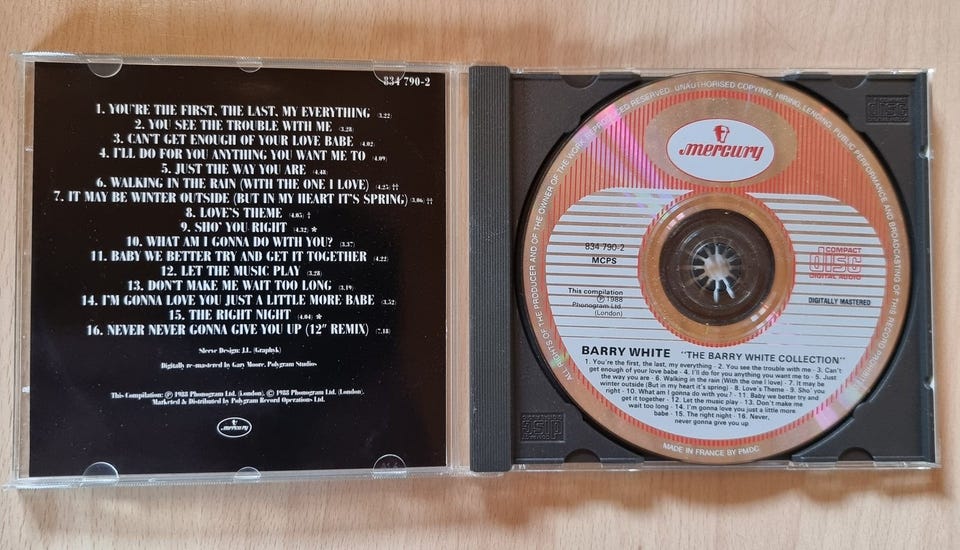 834 790-2
1. YOU'RE THE FIRST, THE LAST, MY EVERYTHING (3.22)
2. YOU SEE THE TROUBLE WITH ME (3.28)
3. CAN'T GET ENOUGH OF YOUR LOVE BABE (4.02)
4. I'LL DO FOR YOU ANYTHING YOU WANT ME TO (4.09)
5. JUST THE WAY YOU ARE (4.48)
6. WALKING IN THE RAIN (WITH THE ONE I LOVE) (4.25) ††
7. IT MAY BE WINTER OUTSIDE (BUT IN MY HEART IT'S SPRING) (3.06) ††
8. LOVE'S THEME (4.05) †
9. SHO' YOU RIGHT (4.32) *
10. WHAT AM I GONNA DO WITH YOU? (3.37)
11. BABY WE BETTER TRY AND GET IT TOGETHER (4.22)
12. LET THE MUSIC PLAY (3.28)
13. DON'T MAKE ME WAIT TOO LONG (3.19)
14. I'M GONNA LOVE YOU JUST A LITTLE MORE BABE (3.52)
15. THE RIGHT NIGHT (4.04) *
16. NEVER NEVER GONNA GIVE YOU UP (12" REMIX) (7.18)
Sleeve Design: J.L. (Graphyk)
Digitally re-mastered by Gary Moore, Polygram Studios
This Compilation: Ⓟ 1988 Phonogram Ltd. (London), © 1988 Phonogram Ltd. (London).
Marketed & Distributed by Polygram Record Operations Ltd.
mercury
ALL RIGHTS OF THE PRODUCER AND OF THE OWNER OF THE WORK REPRODUCED RESERVED. UNAUTHORISED COPYING, HIRING, LENDING, PUBLIC PERFORMANCE AND BROADCASTING OF THIS RECORD PROHIBITED
mercury
834 790-2
MCPS
COMPACT
disc
DIGITAL AUDIO
This compilation
Ⓟ 1988
Phonogram Ltd.
(London)
DIGITALLY MASTERED
BARRY WHITE "THE BARRY WHITE COLLECTION"
1. You're the first, the last, my everything · 2. You see the trouble with me · 3. Can't
get enough of your love babe · 4. I'll do for you anything you want me to · 5. Just
the way you are · 6. Walking in the rain (With the one I love) · 7. It may be
winter outside (But in my heart it's spring) · 8. Love's Theme · 9. Sho' you
right · 10. What am I gonna do with you? · 11. Baby we better try and
get it together · 12. Let the music play · 13. Don't make me
wait too long · 14. I'm gonna love you just a little more
babe · 15. The right night · 16. Never,
never gonna give you up
MADE IN FRANCE BY PMDC